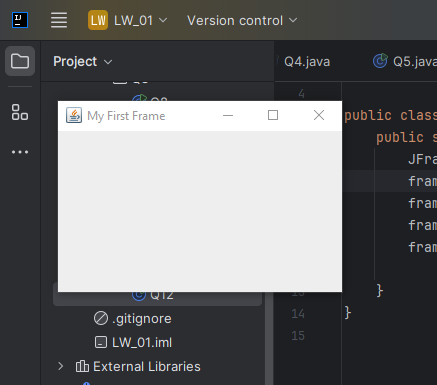 LW LW_01 Version control
Project
Q4.java Q5.java
My First Frame
4
public class
public s
JFra
fram
fram
fram
fram
}
14 }
15
Q12
.gitignore
LW_01.iml
External Libraries